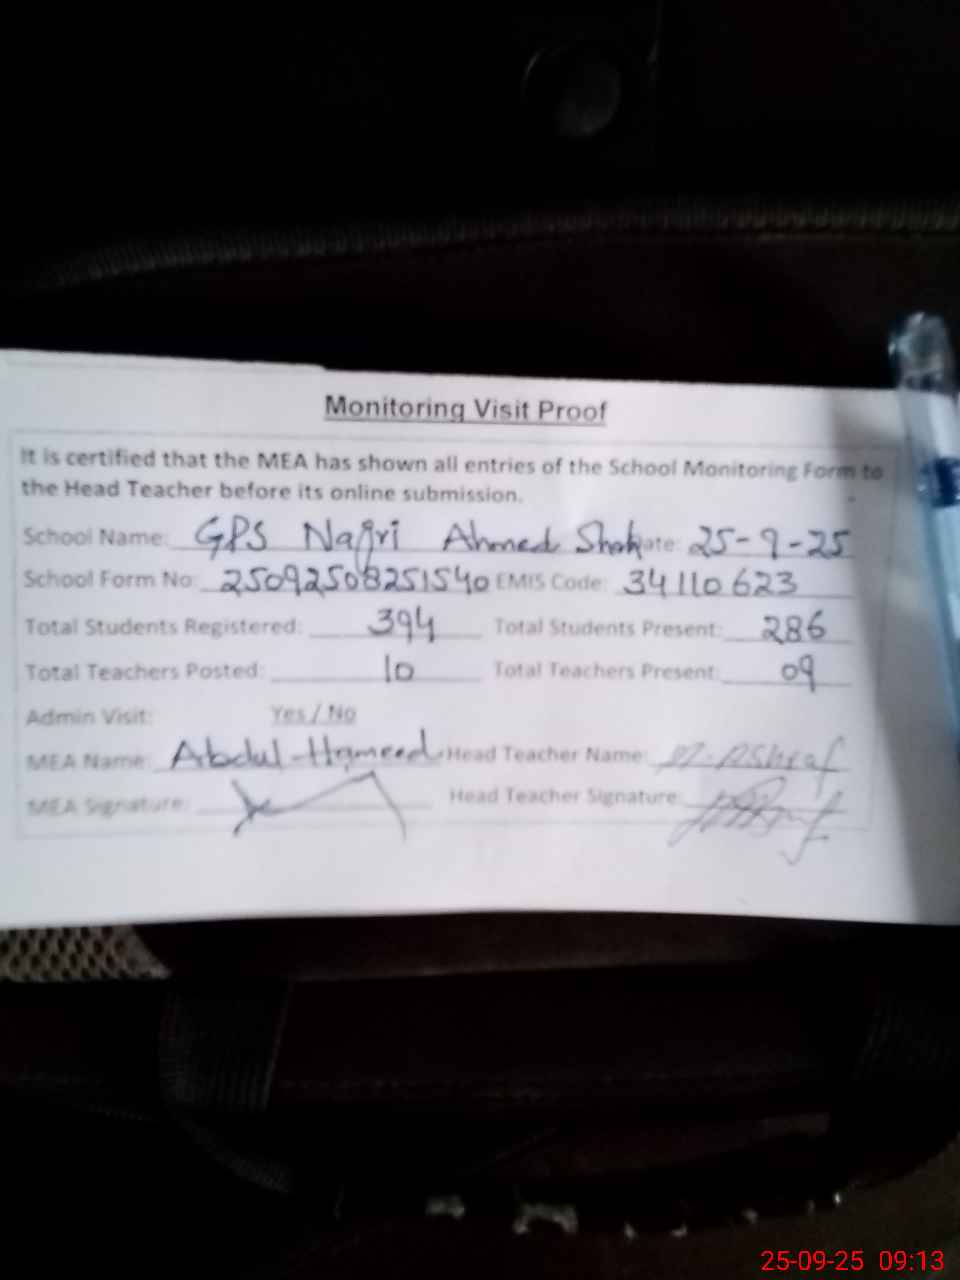 Monitoring Visit Proof
It is certified that the MEA has shown all entries of the School Monitoring Form to
the Head Teacher before its online submission.
School Name: GPS Nagri Ahmed Shah ate: 25-9-25
School Form No: 25092508251540 EMIS Code: 34110623
Total Students Registered: 394 Total Students Present: 286
Total Teachers Posted: 10 Total Teachers Present: 09
Admin Visit: Yes / No
MEA Name: Abdul-Hameed Head Teacher Name: M. AShraf
MEA Signature: Head Teacher Signature:
25-09-25 09:13